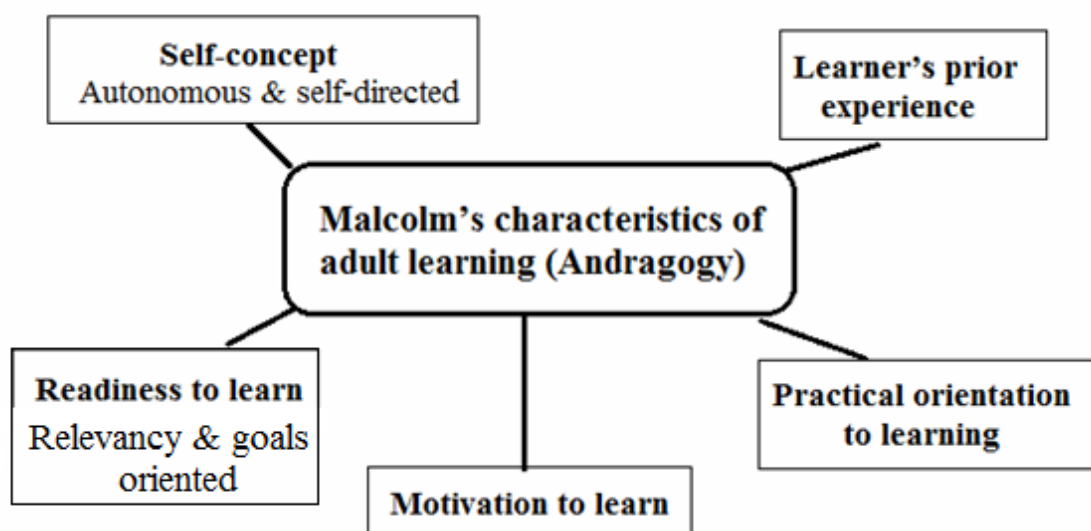 Self-concept
Autonomous & self-directed
Learner’s prior
experience
Malcolm’s characteristics of
adult learning (Andragogy)
Readiness to learn
Relevancy & goals
oriented
Practical orientation
to learning
Motivation to learn